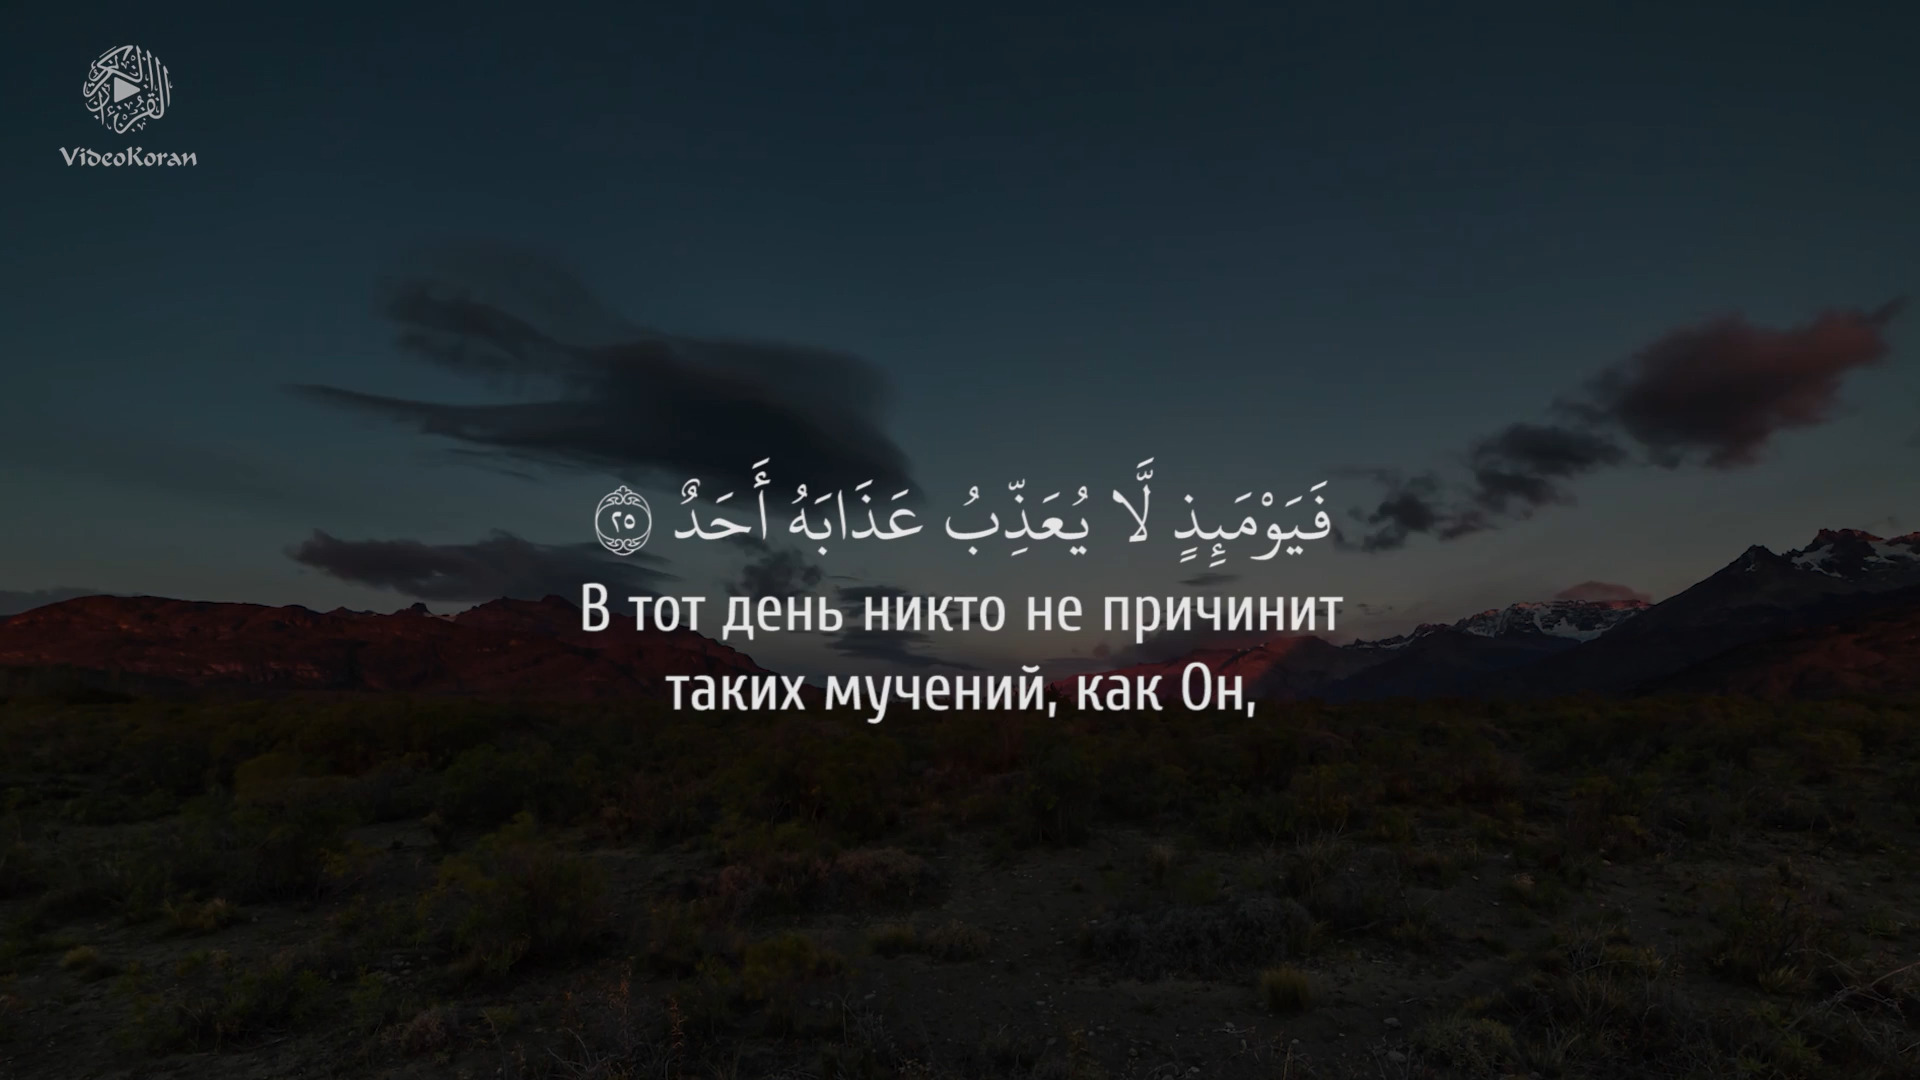 VideoKoran
فَيَوْمَئِذٍ لَّا يُعَذِّبُ عَذَابَهُ أَحَدٌ ٢٥
В тот день никто не причинит
таких мучений, как Он,